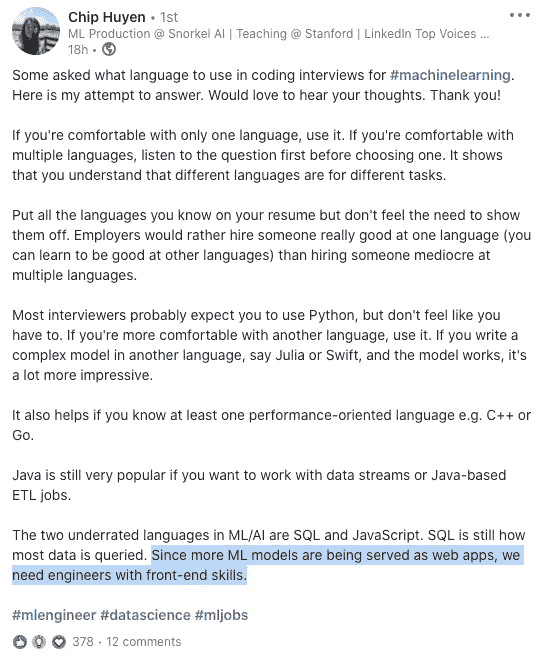 Chip Huyen • 1st
ML Production @ Snorkel AI | Teaching @ Stanford | LinkedIn Top Voices ...
18h •
Some asked what language to use in coding interviews for #machinelearning.
Here is my attempt to answer. Would love to hear your thoughts. Thank you!
If you're comfortable with only one language, use it. If you're comfortable with
multiple languages, listen to the question first before choosing one. It shows
that you understand that different languages are for different tasks.
Put all the languages you know on your resume but don't feel the need to show
them off. Employers would rather hire someone really good at one language (you
can learn to be good at other languages) than hiring someone mediocre at
multiple languages.
Most interviewers probably expect you to use Python, but don't feel like you
have to. If you're more comfortable with another language, use it. If you write a
complex model in another language, say Julia or Swift, and the model works, it's
a lot more impressive.
It also helps if you know at least one performance-oriented language e.g. C++ or
Go.
Java is still very popular if you want to work with data streams or Java-based
ETL jobs.
The two underrated languages in ML/AI are SQL and JavaScript. SQL is still how
most data is queried. Since more ML models are being served as web apps, we
need engineers with front-end skills.
#mlengineer #datascience #mljobs
378 • 12 comments